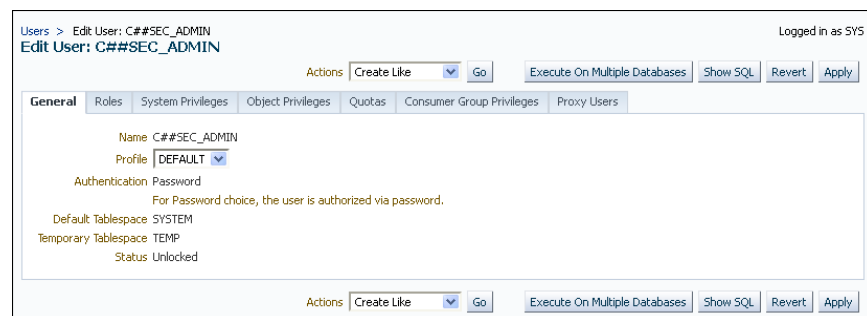 Users > Edit User: C##SEC_ADMIN
Logged in as SYS
Edit User: C##SEC_ADMIN
Actions Create Like Go Execute On Multiple Databases Show SQL Revert Apply
General Roles System Privileges Object Privileges Quotas Consumer Group Privileges Proxy Users
Name C##SEC_ADMIN
Profile DEFAULT
Authentication Password
For Password choice, the user is authorized via password.
Default Tablespace SYSTEM
Temporary Tablespace TEMP
Status Unlocked
Actions Create Like Go Execute On Multiple Databases Show SQL Revert Apply